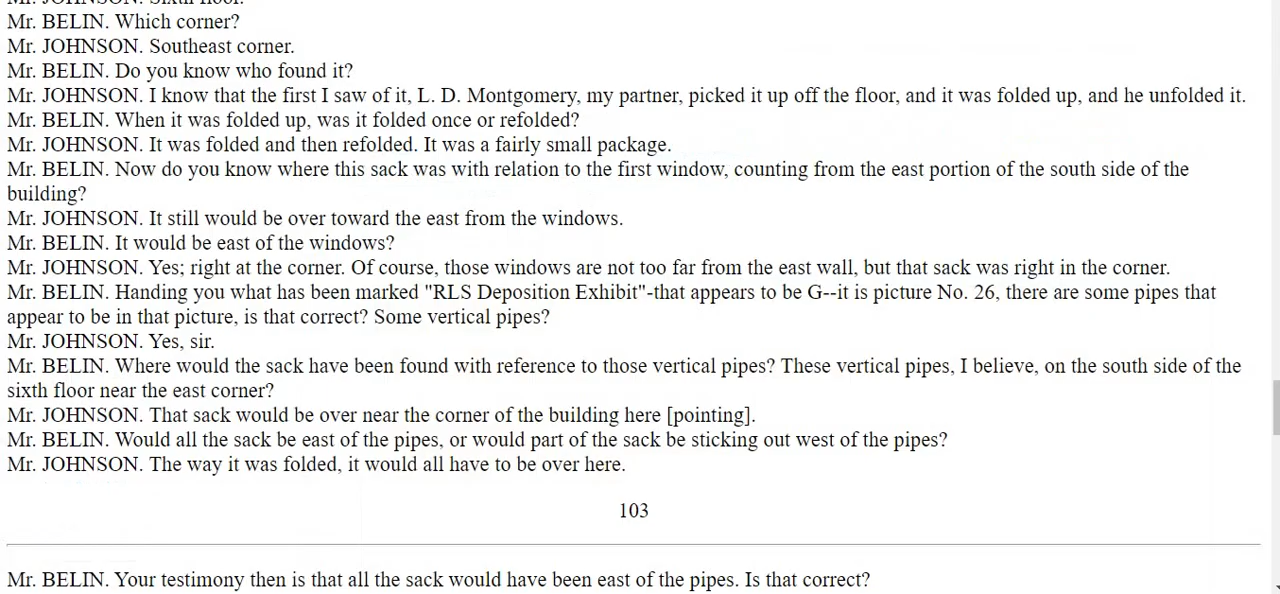 Mr. JOHNSON. Sixth floor.
Mr. BELIN. Which corner?
Mr. JOHNSON. Southeast corner.
Mr. BELIN. Do you know who found it?
Mr. JOHNSON. I know that the first I saw of it, L. D. Montgomery, my partner, picked it up off the floor, and it was folded up, and he unfolded it.
Mr. BELIN. When it was folded up, was it folded once or refolded?
Mr. JOHNSON. It was folded and then refolded. It was a fairly small package.
Mr. BELIN. Now do you know where this sack was with relation to the first window, counting from the east portion of the south side of the
building?
Mr. JOHNSON. It still would be over toward the east from the windows.
Mr. BELIN. It would be east of the windows?
Mr. JOHNSON. Yes; right at the corner. Of course, those windows are not too far from the east wall, but that sack was right in the corner.
Mr. BELIN. Handing you what has been marked "RLS Deposition Exhibit"-that appears to be G--it is picture No. 26, there are some pipes that
appear to be in that picture, is that correct? Some vertical pipes?
Mr. JOHNSON. Yes, sir.
Mr. BELIN. Where would the sack have been found with reference to those vertical pipes? These vertical pipes, I believe, on the south side of the
sixth floor near the east corner?
Mr. JOHNSON. That sack would be over near the corner of the building here [pointing].
Mr. BELIN. Would all the sack be east of the pipes, or would part of the sack be sticking out west of the pipes?
Mr. JOHNSON. The way it was folded, it would all have to be over here.
103
Mr. BELIN. Your testimony then is that all the sack would have been east of the pipes. Is that correct?